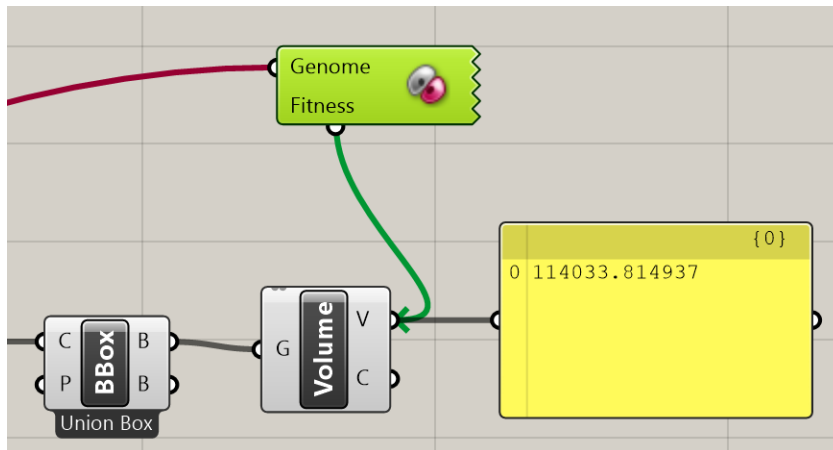 Genome
Fitness
{0}
0 114033.814937
C
P
BBox
B
B
Union Box
G
Volume
V
C